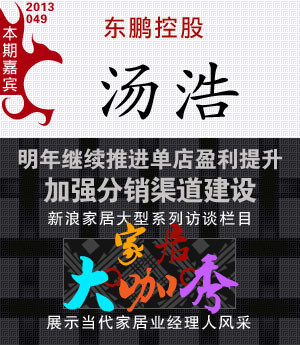 本期嘉宾
2013
049
东鹏控股
汤浩
明年继续推进单店盈利提升
加强分销渠道建设
新浪家居大型系列访谈栏目
家居
大咖秀
展示当代家居业经理人风采